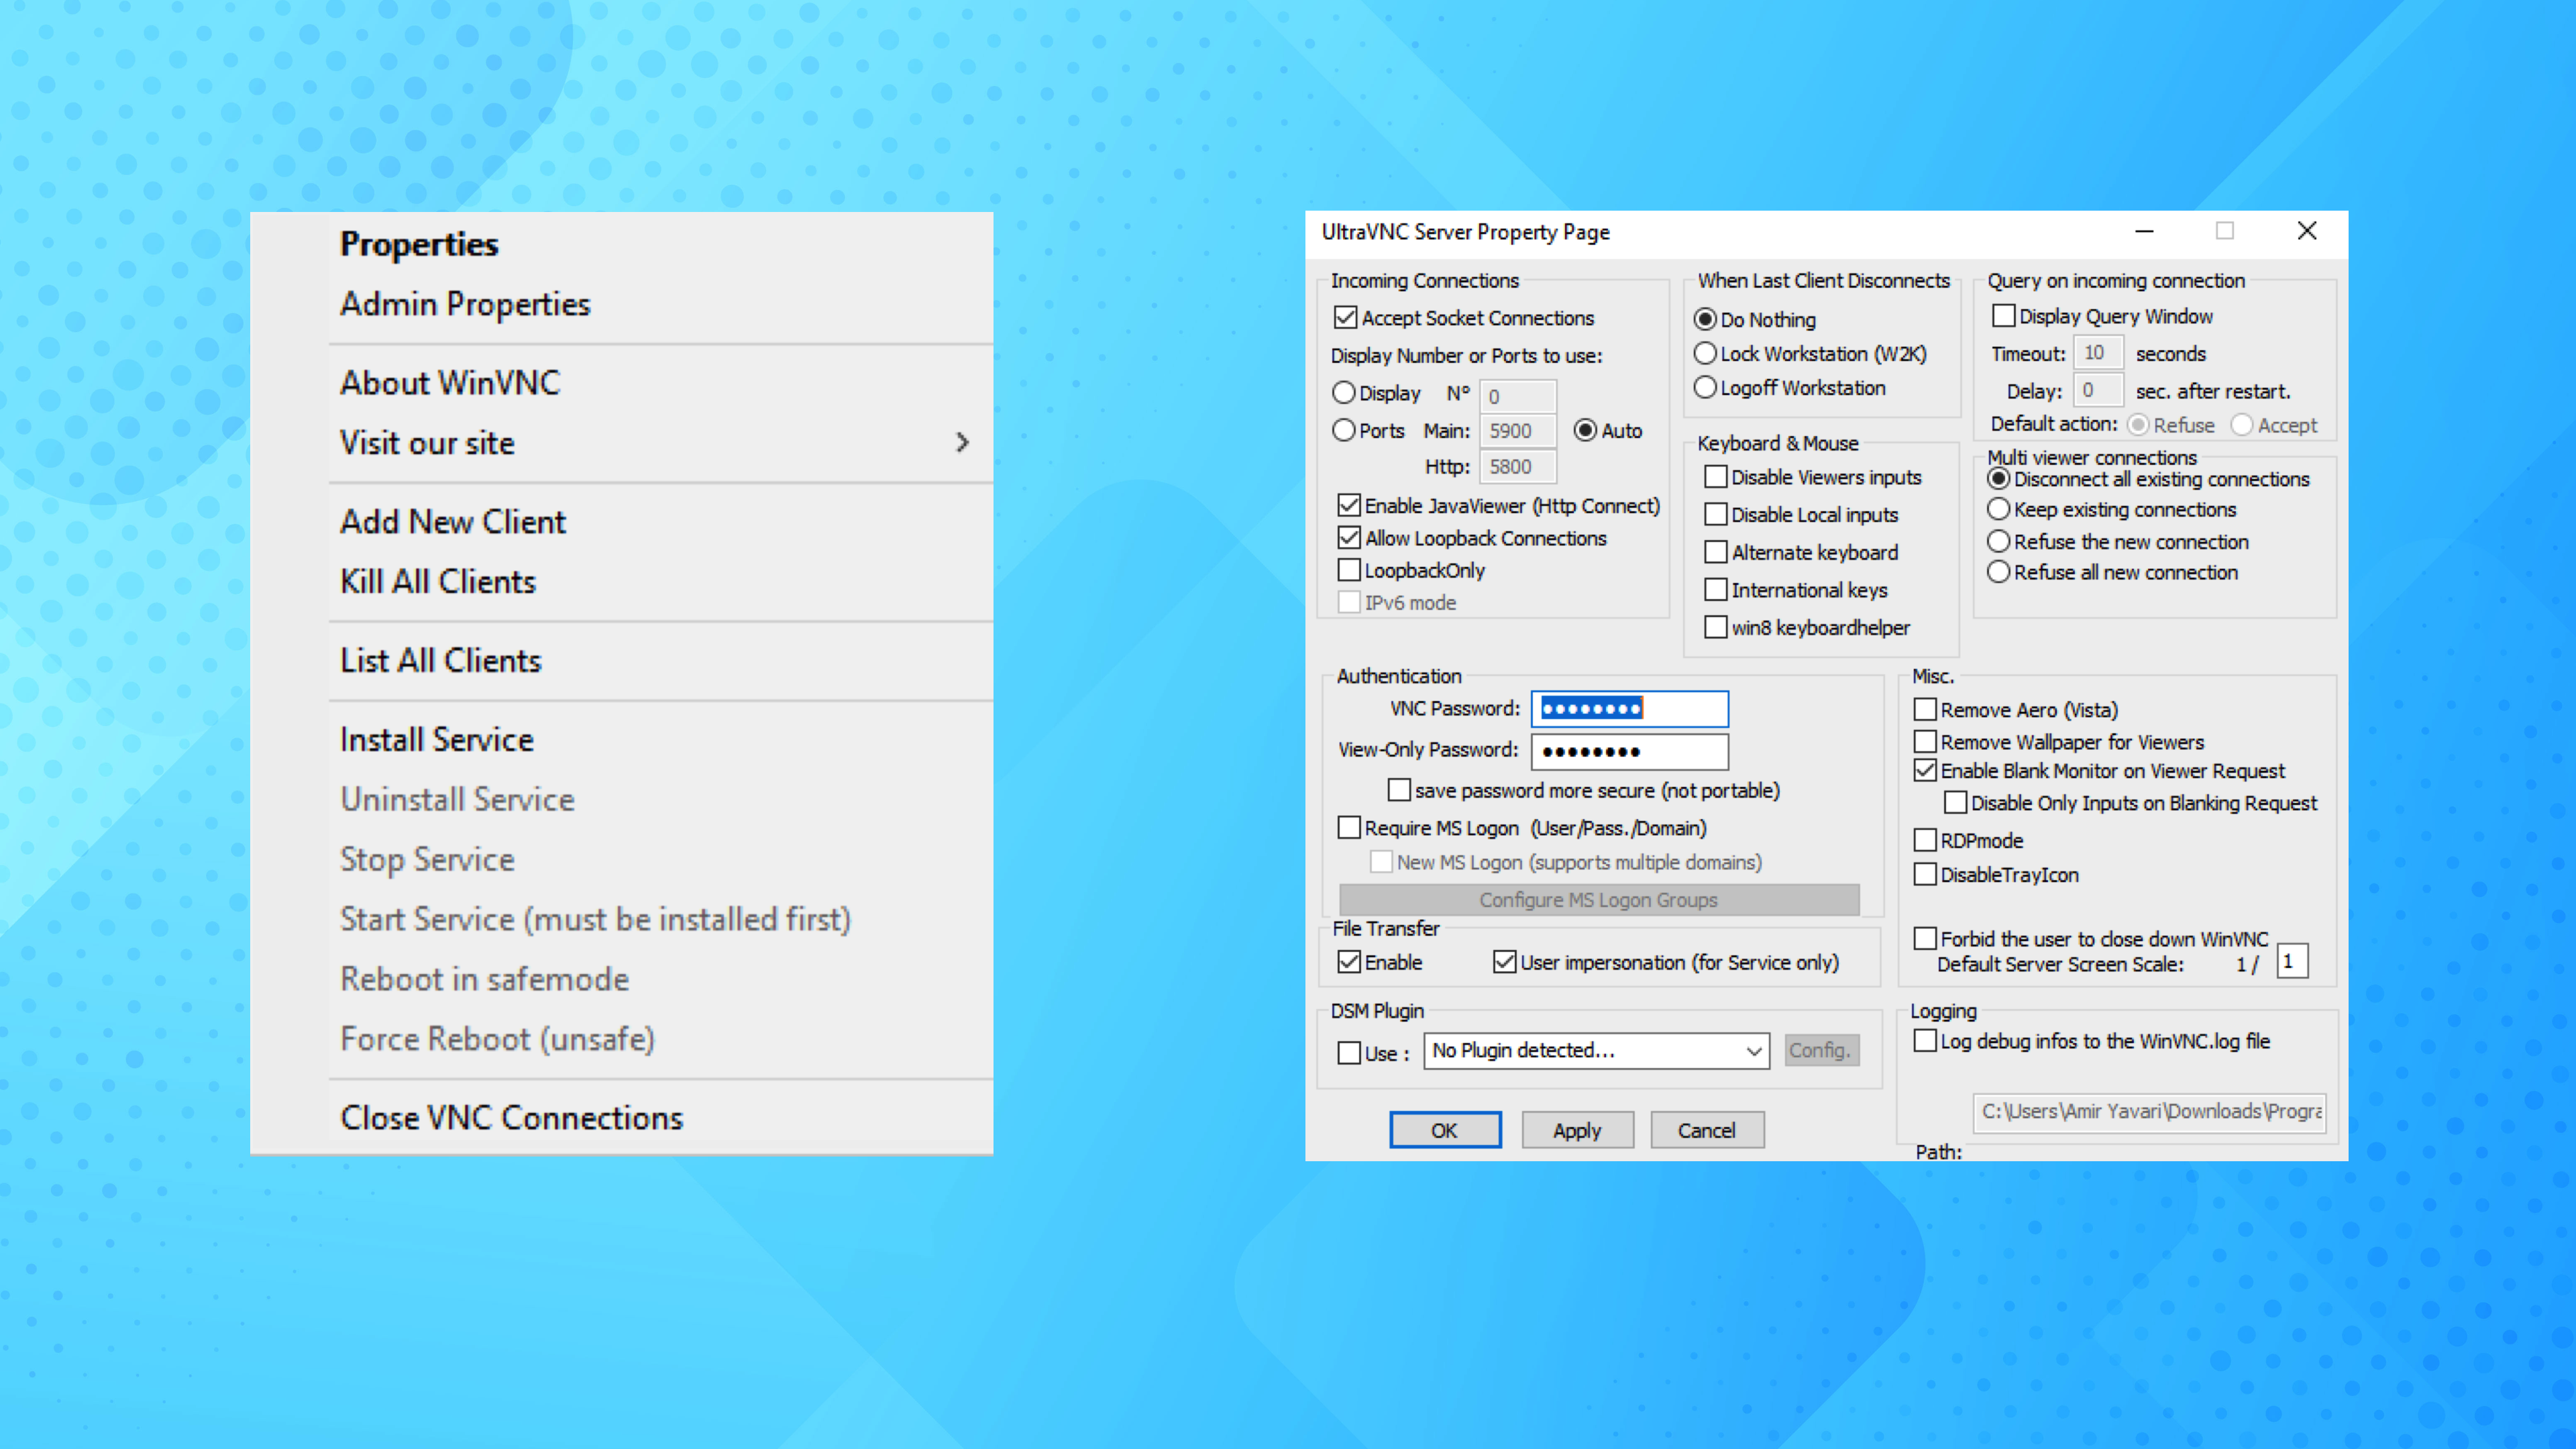 Properties
Admin Properties
About WinVNC
Visit our site
Add New Client
Kill All Clients
List All Clients
Install Service
Uninstall Service
Stop Service
Start Service (must be installed first)
Reboot in safemode
Force Reboot (unsafe)
Close VNC Connections
UltraVNC Server Property Page
Incoming Connections
Accept Socket Connections
Display Number or Ports to use:
Display N° 0
Ports Main: 5900 Auto
Http: 5800
Enable JavaViewer (Http Connect)
Allow Loopback Connections
LoopbackOnly
IPv6 mode
When Last Client Disconnects
Do Nothing
Lock Workstation (W2K)
Logoff Workstation
Keyboard & Mouse
Disable Viewers inputs
Disable Local inputs
Alternate keyboard
International keys
win8 keyboardhelper
Query on incoming connection
Display Query Window
Timeout: 10 seconds
Delay: 0 sec. after restart.
Default action: Refuse Accept
Multi viewer connections
Disconnect all existing connections
Keep existing connections
Refuse the new connection
Refuse all new connection
Authentication
VNC Password:
View-Only Password:
save password more secure (not portable)
Require MS Logon (User/Pass./Domain)
New MS Logon (supports multiple domains)
Configure MS Logon Groups
File Transfer
Enable User impersonation (for Service only)
DSM Plugin
Use : No Plugin detected... Config.
OK Apply Cancel
Misc.
Remove Aero (Vista)
Remove Wallpaper for Viewers
Enable Blank Monitor on Viewer Request
Disable Only Inputs on Blanking Request
RDPmode
DisableTrayIcon
Forbid the user to close down WinVNC
Default Server Screen Scale: 1 / 1
Logging
Log debug infos to the WinVNC.log file
C:\Users\Amir Yavari\Downloads\Progra
Path: